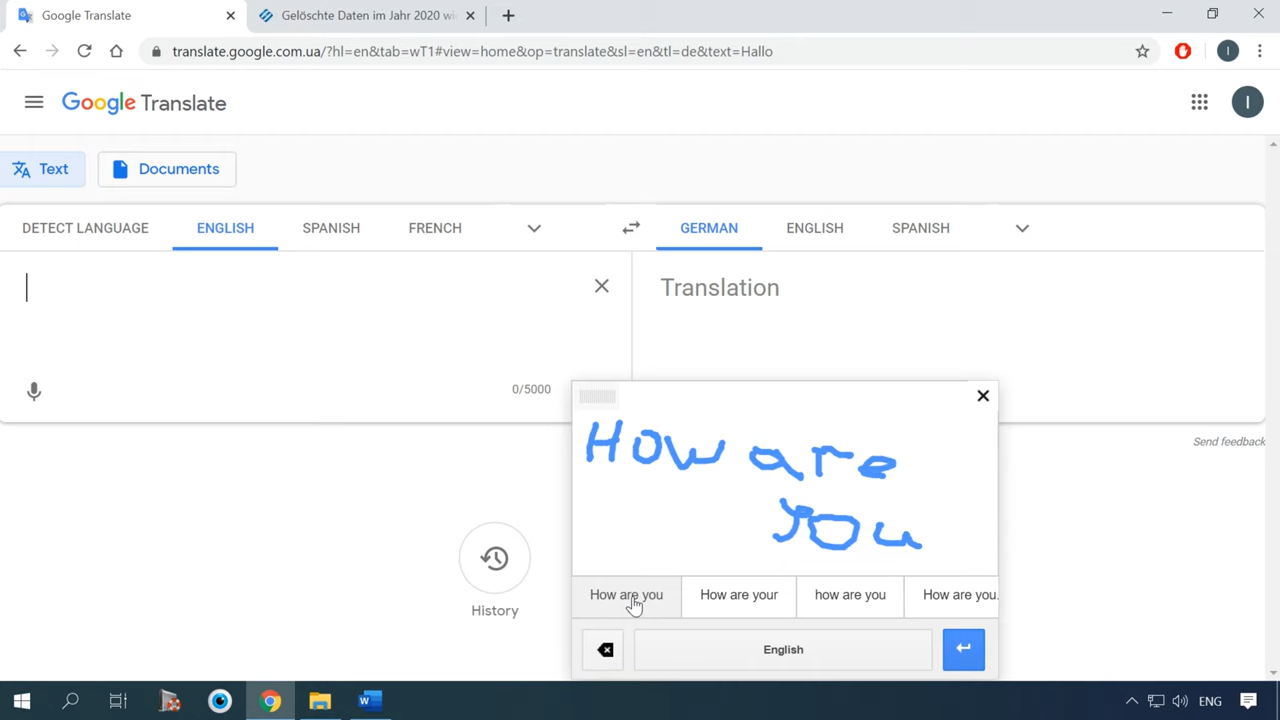 Google Translate
Gelöschte Daten im Jahr 2020 wi
translate.google.com.ua/?hl=en&tab=wT1#view=home&op=translate&sl=en&tl=de&text=Hallo
I
Google Translate
I
Text
Documents
DETECT LANGUAGE ENGLISH SPANISH FRENCH
GERMAN ENGLISH SPANISH
Translation
0/5000
Send feedback
How are
you
How are you
How are your
how are you
How are you.
English
History
ENG